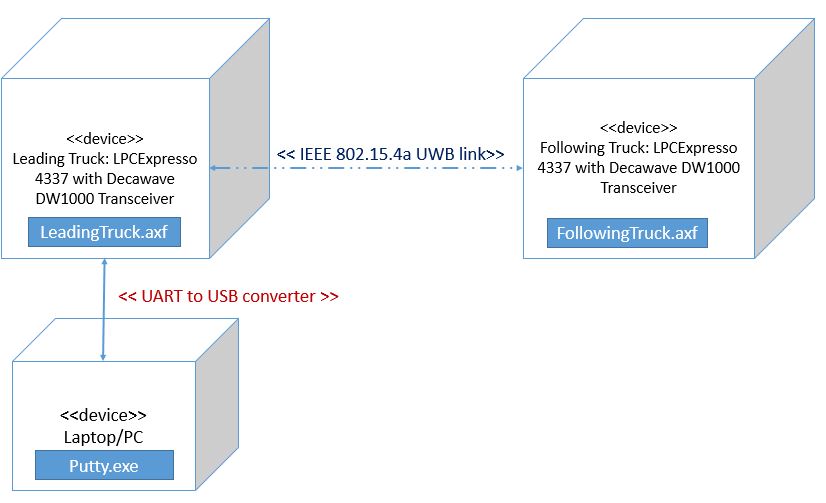 <<device>>
Leading Truck: LPCExpresso
4337 with Decawave
DW1000 Transceiver
LeadingTruck.axf
<< IEEE 802.15.4a UWB link>>
<<device>>
Following Truck: LPCExpresso
4337 with Decawave DW1000
Transceiver
FollowingTruck.axf
<< UART to USB converter >>
<<device>>
Laptop/PC
Putty.exe